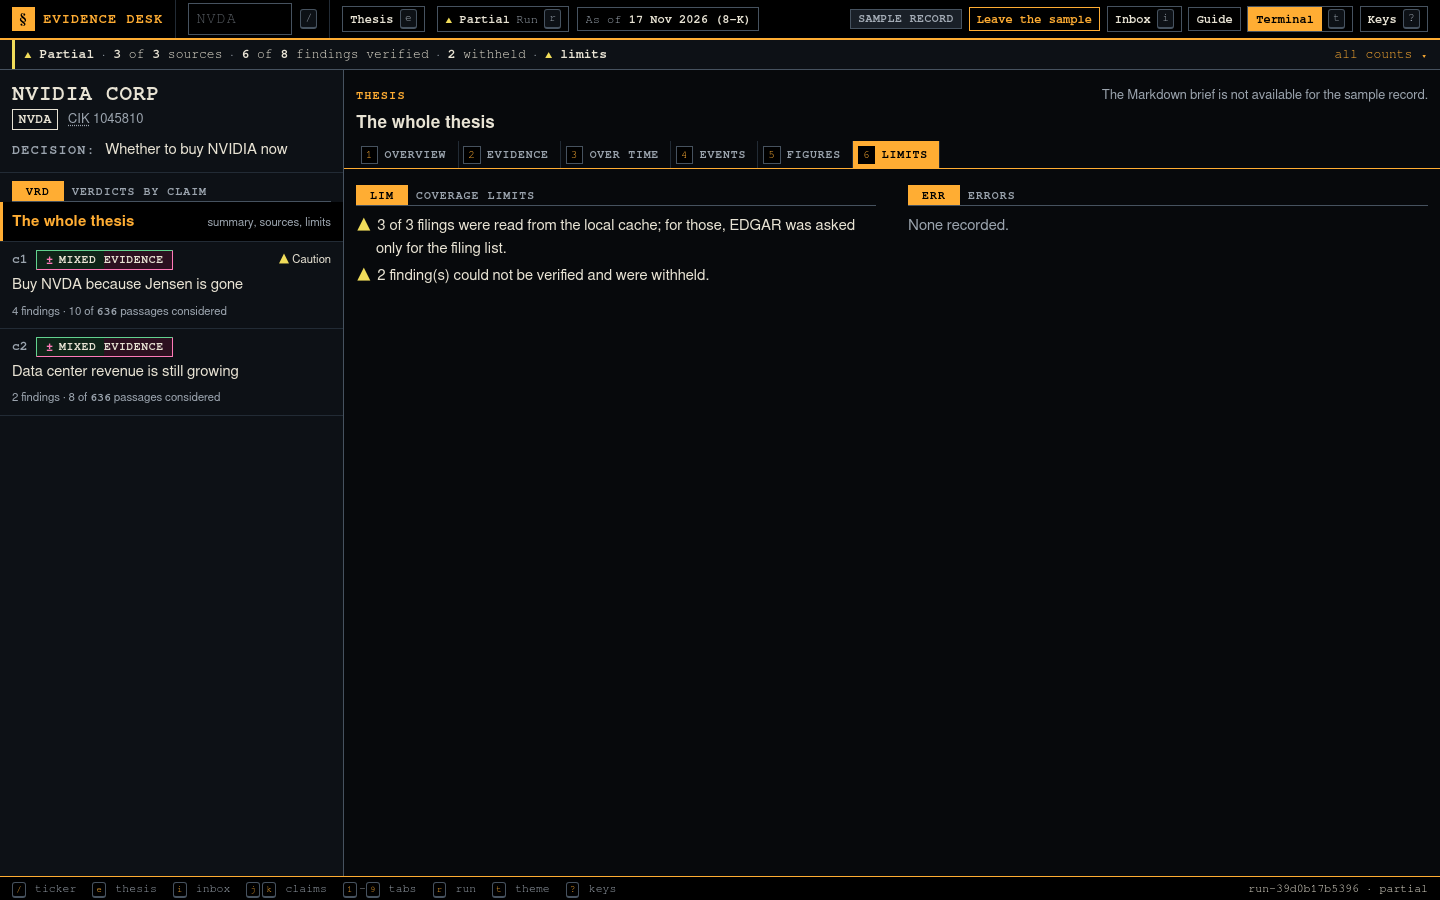 § EVIDENCE DESK NVDA / Thesis e ▲ Partial Run r As of 17 Nov 2026 (8-K) SAMPLE RECORD Leave the sample Inbox i Guide Terminal t Keys ?
▲ Partial · 3 of 3 sources · 6 of 8 findings verified · 2 withheld · ▲ limits all counts ▾
NVIDIA CORP
NVDA CIK 1045810
DECISION: Whether to buy NVIDIA now
VRD VERDICTS BY CLAIM
The whole thesis summary, sources, limits
c1 ± MIXED EVIDENCE ▲ Caution
Buy NVDA because Jensen is gone
4 findings · 10 of 636 passages considered
c2 ± MIXED EVIDENCE
Data center revenue is still growing
2 findings · 8 of 636 passages considered
THESIS The Markdown brief is not available for the sample record.
The whole thesis
1 OVERVIEW 2 EVIDENCE 3 OVER TIME 4 EVENTS 5 FIGURES 6 LIMITS
LIM COVERAGE LIMITS
▲ 3 of 3 filings were read from the local cache; for those, EDGAR was asked
only for the filing list.
▲ 2 finding(s) could not be verified and were withheld.
ERR ERRORS
None recorded.
/ ticker e thesis i inbox j k claims 1-9 tabs r run t theme ? keys run-39d0b17b5396 · partial